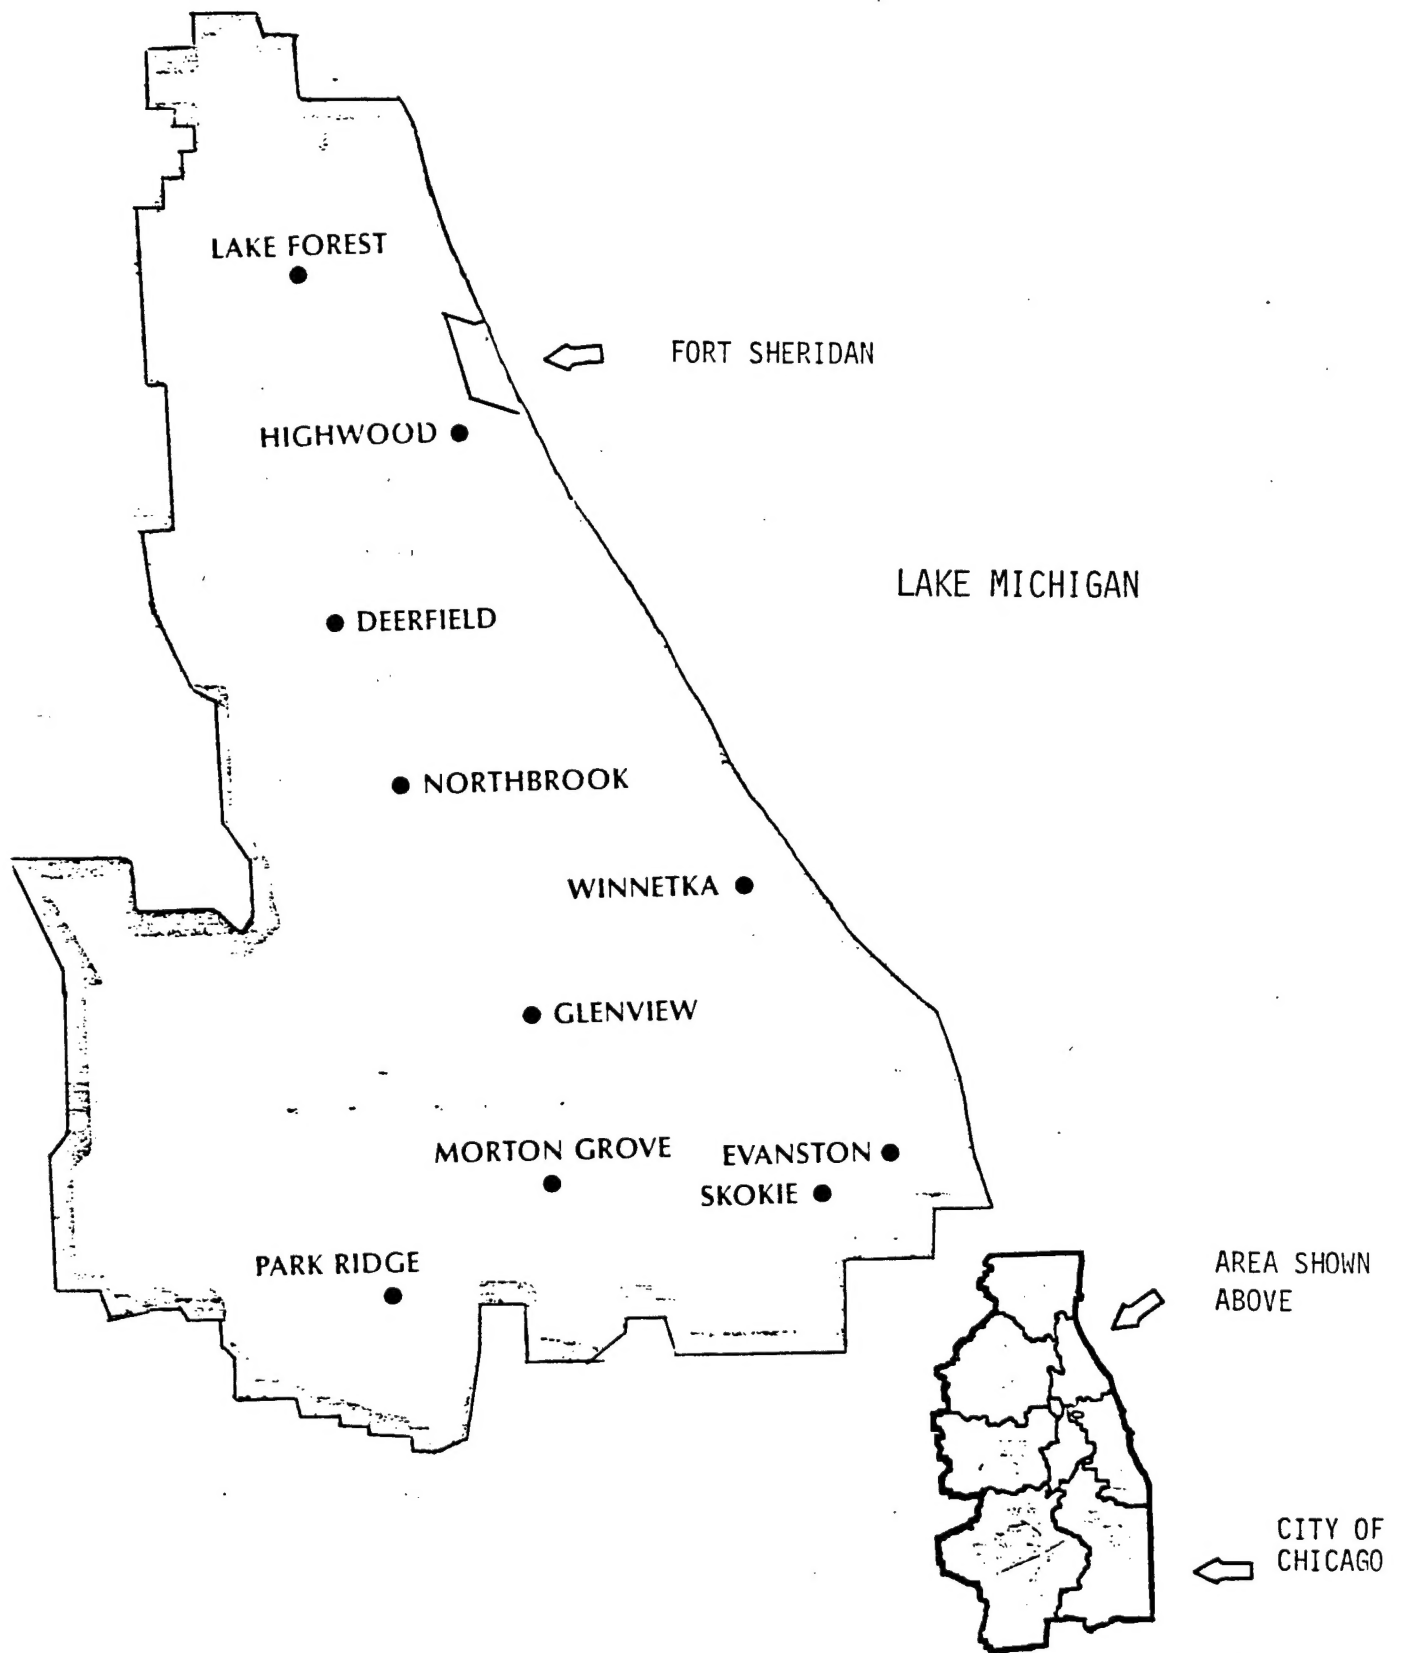 LAKE FOREST
FORT SHERIDAN
HIGHWOOD
LAKE MICHIGAN
DEERFIELD
NORTHBROOK
WINNETKA
GLENVIEW
MORTON GROVE
EVANSTON
SKOKIE
PARK RIDGE
AREA SHOWN
ABOVE
CITY OF
CHICAGO